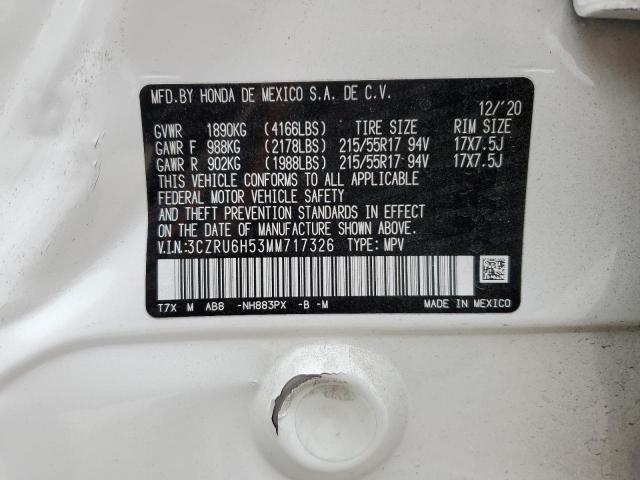 MFD.BY HONDA DE MEXICO S.A. DE C.V.
12/'20
GVWR 1890KG (4166LBS) TIRE SIZE RIM SIZE
GAWR F 988KG (2178LBS) 215/55R17 94V 17X7.5J
GAWR R 902KG (1988LBS) 215/55R17 94V 17X7.5J
THIS VEHICLE CONFORMS TO ALL APPLICABLE
FEDERAL MOTOR VEHICLE SAFETY
AND THEFT PREVENTION STANDARDS IN EFFECT
ON THE DATE OF MANUFACTURE SHOWN ABOVE.
V.I.N.:3CZRU6H53MM717326 TYPE: MPV
T7X M AB8 -NH883PX -B -M MADE IN MEXICO